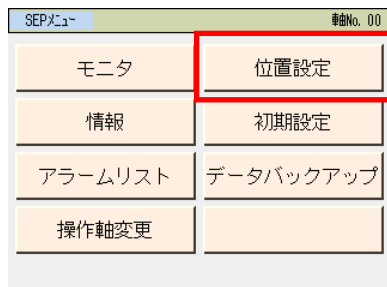 SEPﾒﾆｭｰ 軸No. 00
モニタ 位置設定
情報 初期設定
アラームリスト データバックアップ
操作軸変更